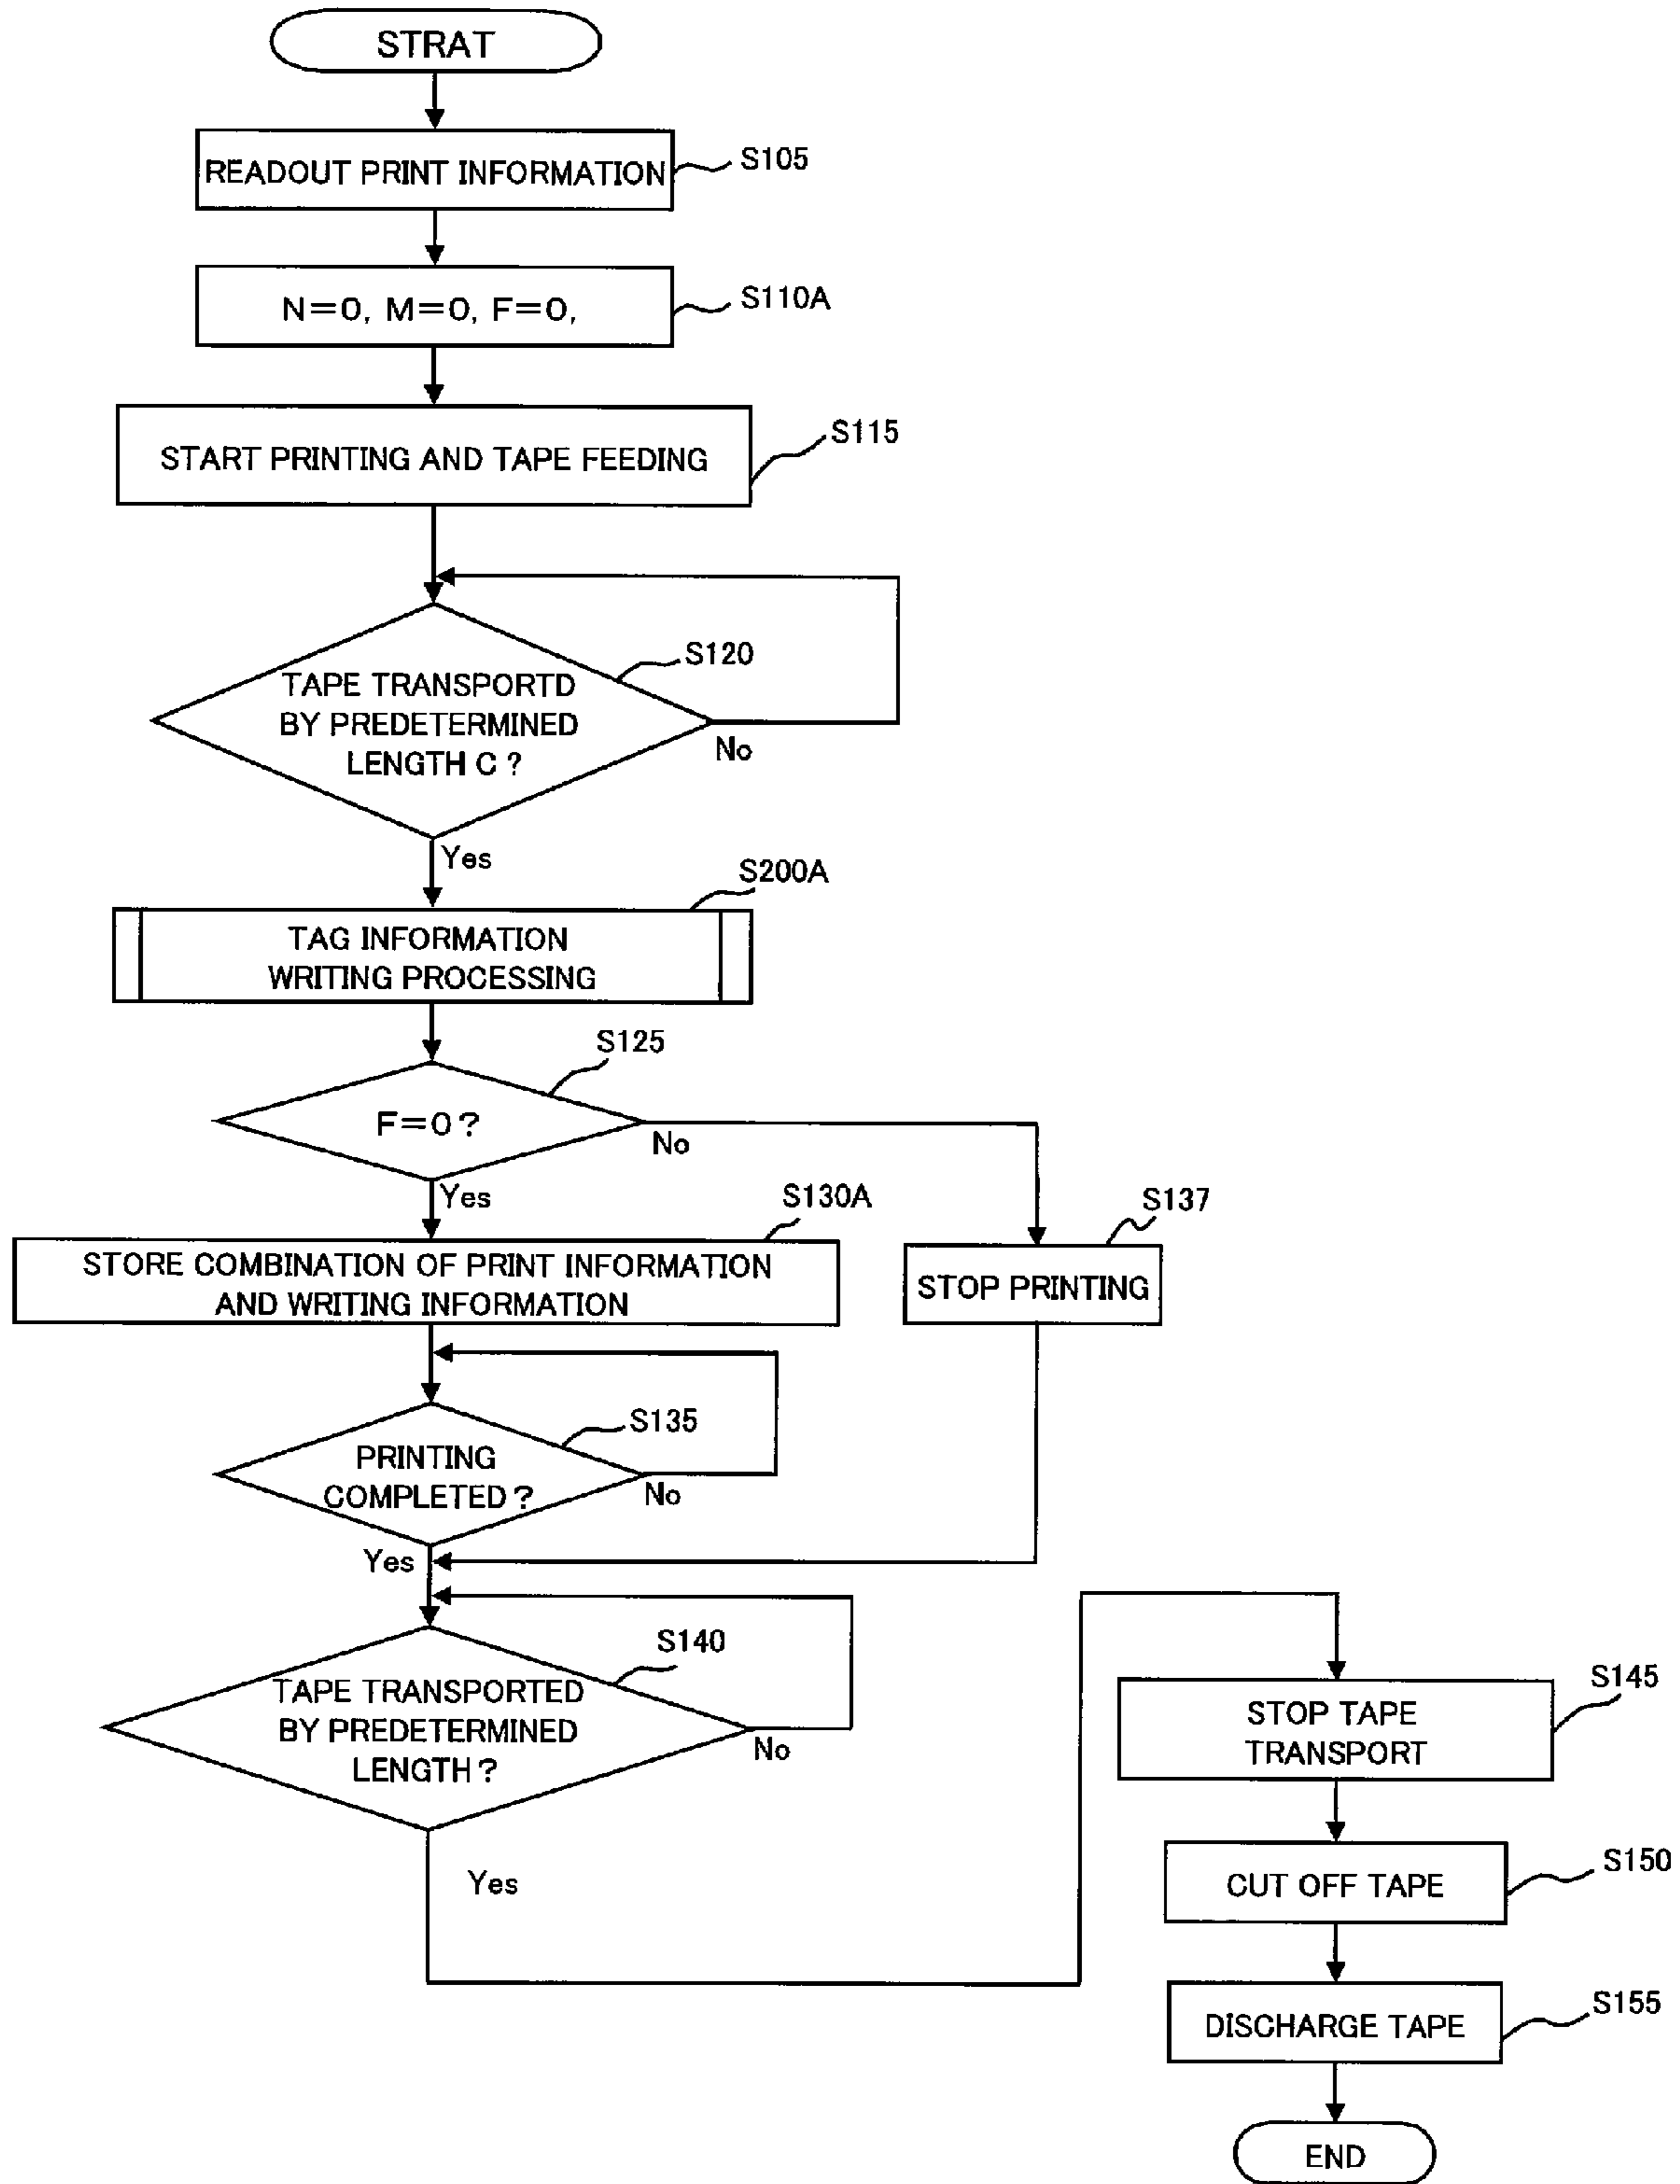 STRAT
READOUT PRINT INFORMATION
S105
N=0, M=0, F=0,
S110A
START PRINTING AND TAPE FEEDING
S115
S120
TAPE TRANSPORTD
BY PREDETERMINED
LENGTH C?
No
Yes
S200A
TAG INFORMATION
WRITING PROCESSING
S125
F=0?
No
Yes
S130A
STORE COMBINATION OF PRINT INFORMATION
AND WRITING INFORMATION
S137
STOP PRINTING
S135
PRINTING
COMPLETED?
No
Yes
S140
TAPE TRANSPORTED
BY PREDETERMINED
LENGTH?
No
Yes
S145
STOP TAPE
TRANSPORT
S150
CUT OFF TAPE
S155
DISCHARGE TAPE
END